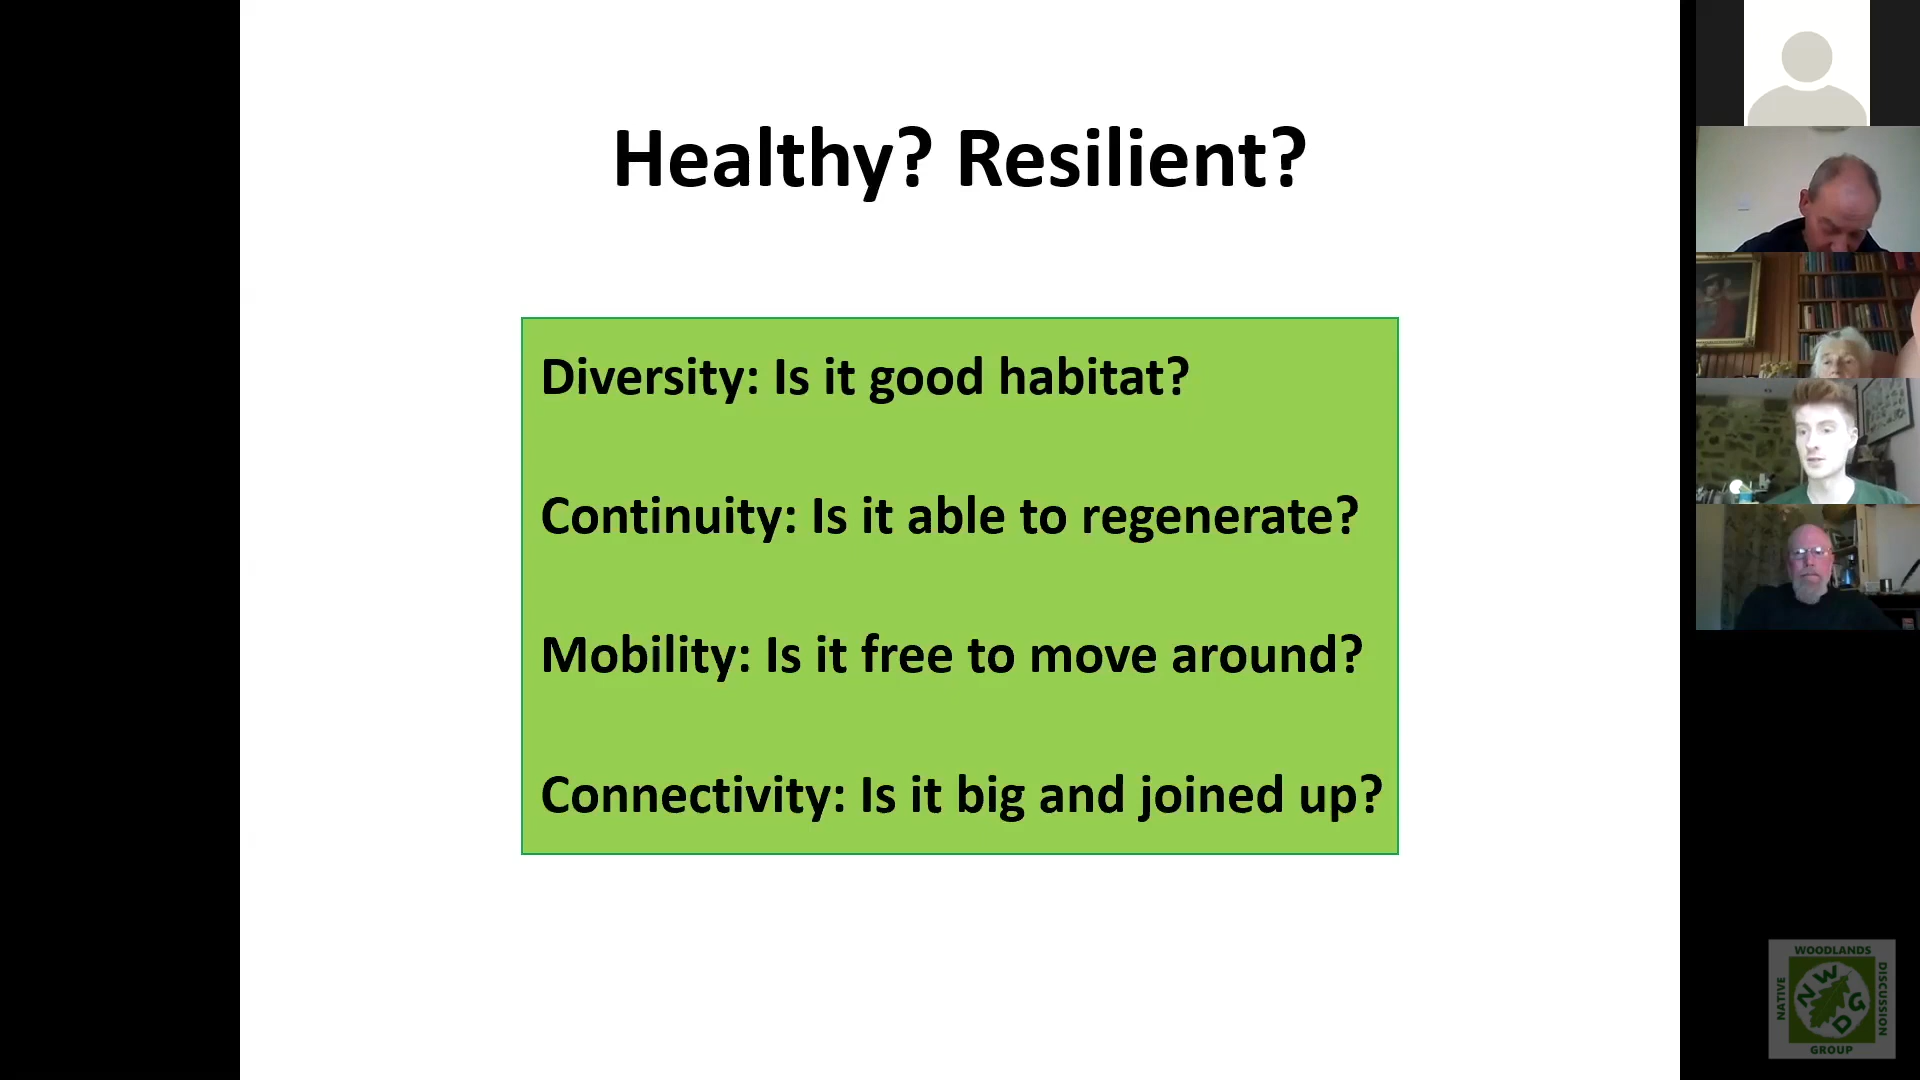 Healthy? Resilient?
Diversity: Is it good habitat?
Continuity: Is it able to regenerate?
Mobility: Is it free to move around?
Connectivity: Is it big and joined up?
WOODLANDS
NATIVE
DISCUSSION
NWDG
GROUP